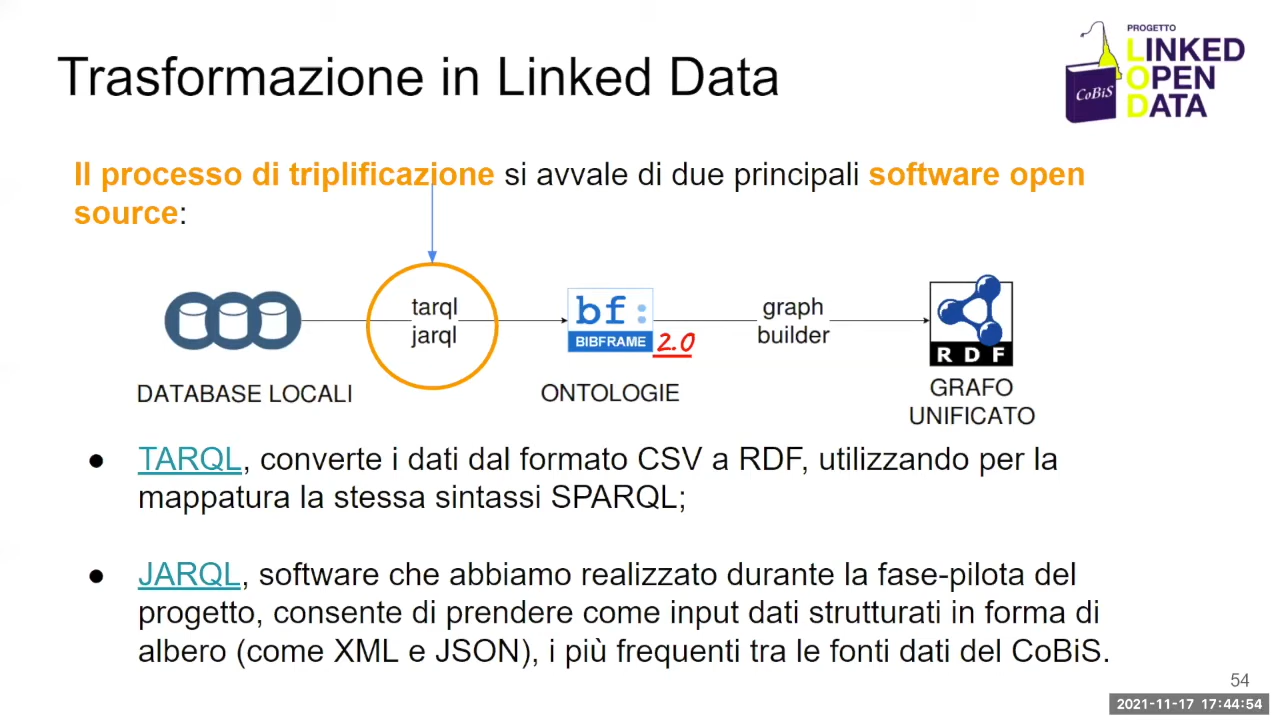 Trasformazione in Linked Data
PROGETTO
LINKED
OPEN
DATA
CoBiS
Il processo di triplificazione si avvale di due principali software open
source:
tarql
jarql
bf:
BIBFRAME
2.0
graph
builder
RDF
DATABASE LOCALI
ONTOLOGIE
GRAFO
UNIFICATO
● TARQL, converte i dati dal formato CSV a RDF, utilizzando per la
mappatura la stessa sintassi SPARQL;
● JARQL, software che abbiamo realizzato durante la fase-pilota del
progetto, consente di prendere come input dati strutturati in forma di
albero (come XML e JSON), i più frequenti tra le fonti dati del CoBiS.
54
2021-11-17 17:44:54